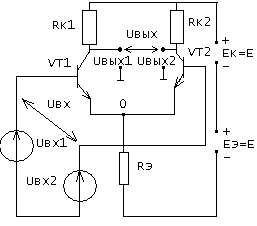 Rк1
Uвых
Rк2
VT1
Uвых1
Uвых2
VT2
+
Eк=E
−
Uвх
0
Uвх1
Uвх2
Rэ
+
Eэ=E
−